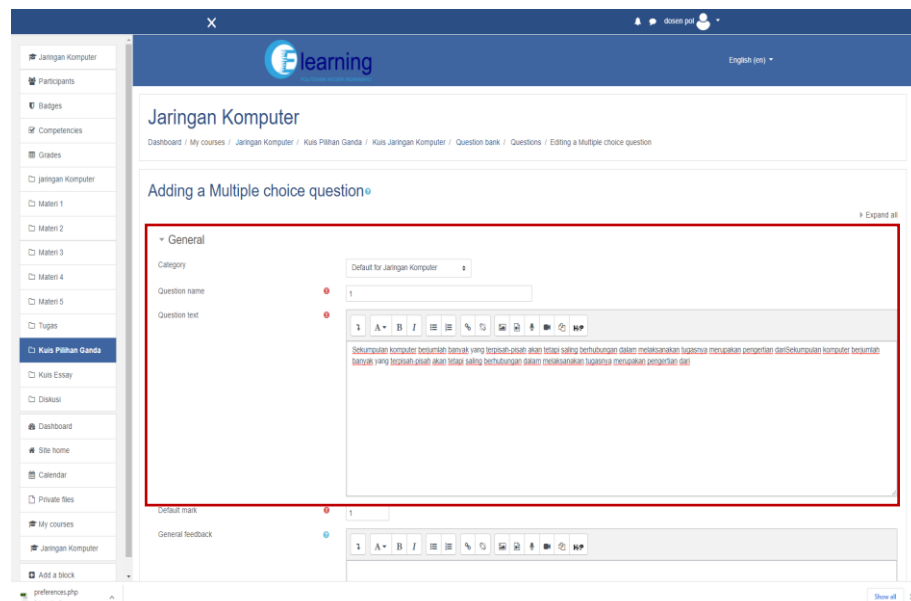 dosen pol
Jaringan Komputer
Participants
Badges
Competencies
Grades
jaringan Komputer
Materi 1
Materi 2
Materi 3
Materi 4
Materi 5
Tugas
Kuis Pilihan Ganda
Kuis Essay
Diskusi
Dashboard
Site home
Calendar
Private files
My courses
Jaringan Komputer
Add a block
Elearning
English (en)
Jaringan Komputer
Dashboard / My courses / Jaringan Komputer / Kuis Pilihan Ganda / Kuis Jaringan Komputer / Question bank / Questions / Editing a Multiple choice question
Adding a Multiple choice question
Expand all
General
Category
Default for Jaringan Komputer
Question name
1
Question text
Sekumpulan komputer berjumlah banyak yang terpisah-pisah akan tetapi saling berhubungan dalam melaksanakan tugasnya merupakan pengertian dariSekumpulan komputer berjumlah
banyak yang terpisah-pisah akan tetapi saling berhubungan dalam melaksanakan tugasnya merupakan pengertian dari
Default mark
1
General feedback
preferences.php
Show all